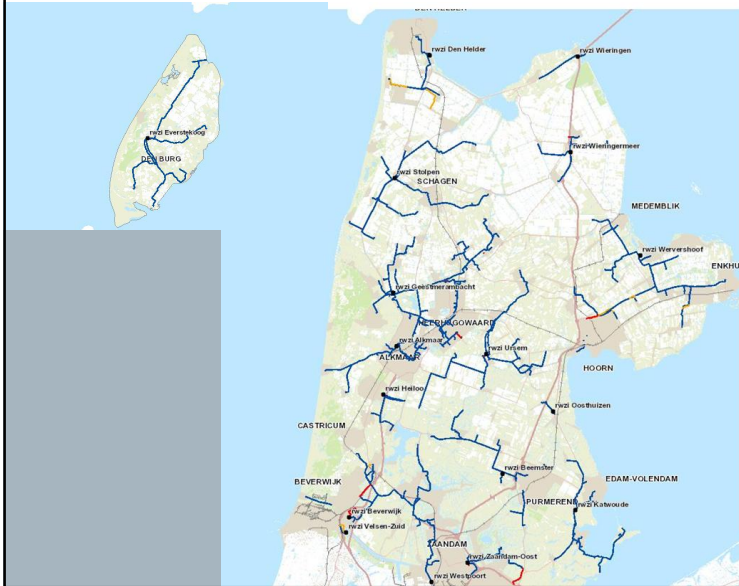 DEN HELDER
rwzi Den Helder
rwzi Wieringen
rwzi Everstekoog
DEN BURG
rwzi Wieringermeer
rwzi Stolpen
SCHAGEN
MEDEMBLIK
rwzi Wervershoof
ENKHU
rwzi Geestmerambacht
HEERHUGOWAARD
rwzi Alkmaar
ALKMAAR
rwzi Ursem
HOORN
rwzi Heiloo
rwzi Oosthuizen
CASTRICUM
rwzi Beemster
BEVERWIJK
EDAM-VOLENDAM
PURMEREND
rwzi Katwoude
rwzi Beverwijk
rwzi Velsen-Zuid
ZAANDAM
rwzi Zaandam-Oost
rwzi Westpoort